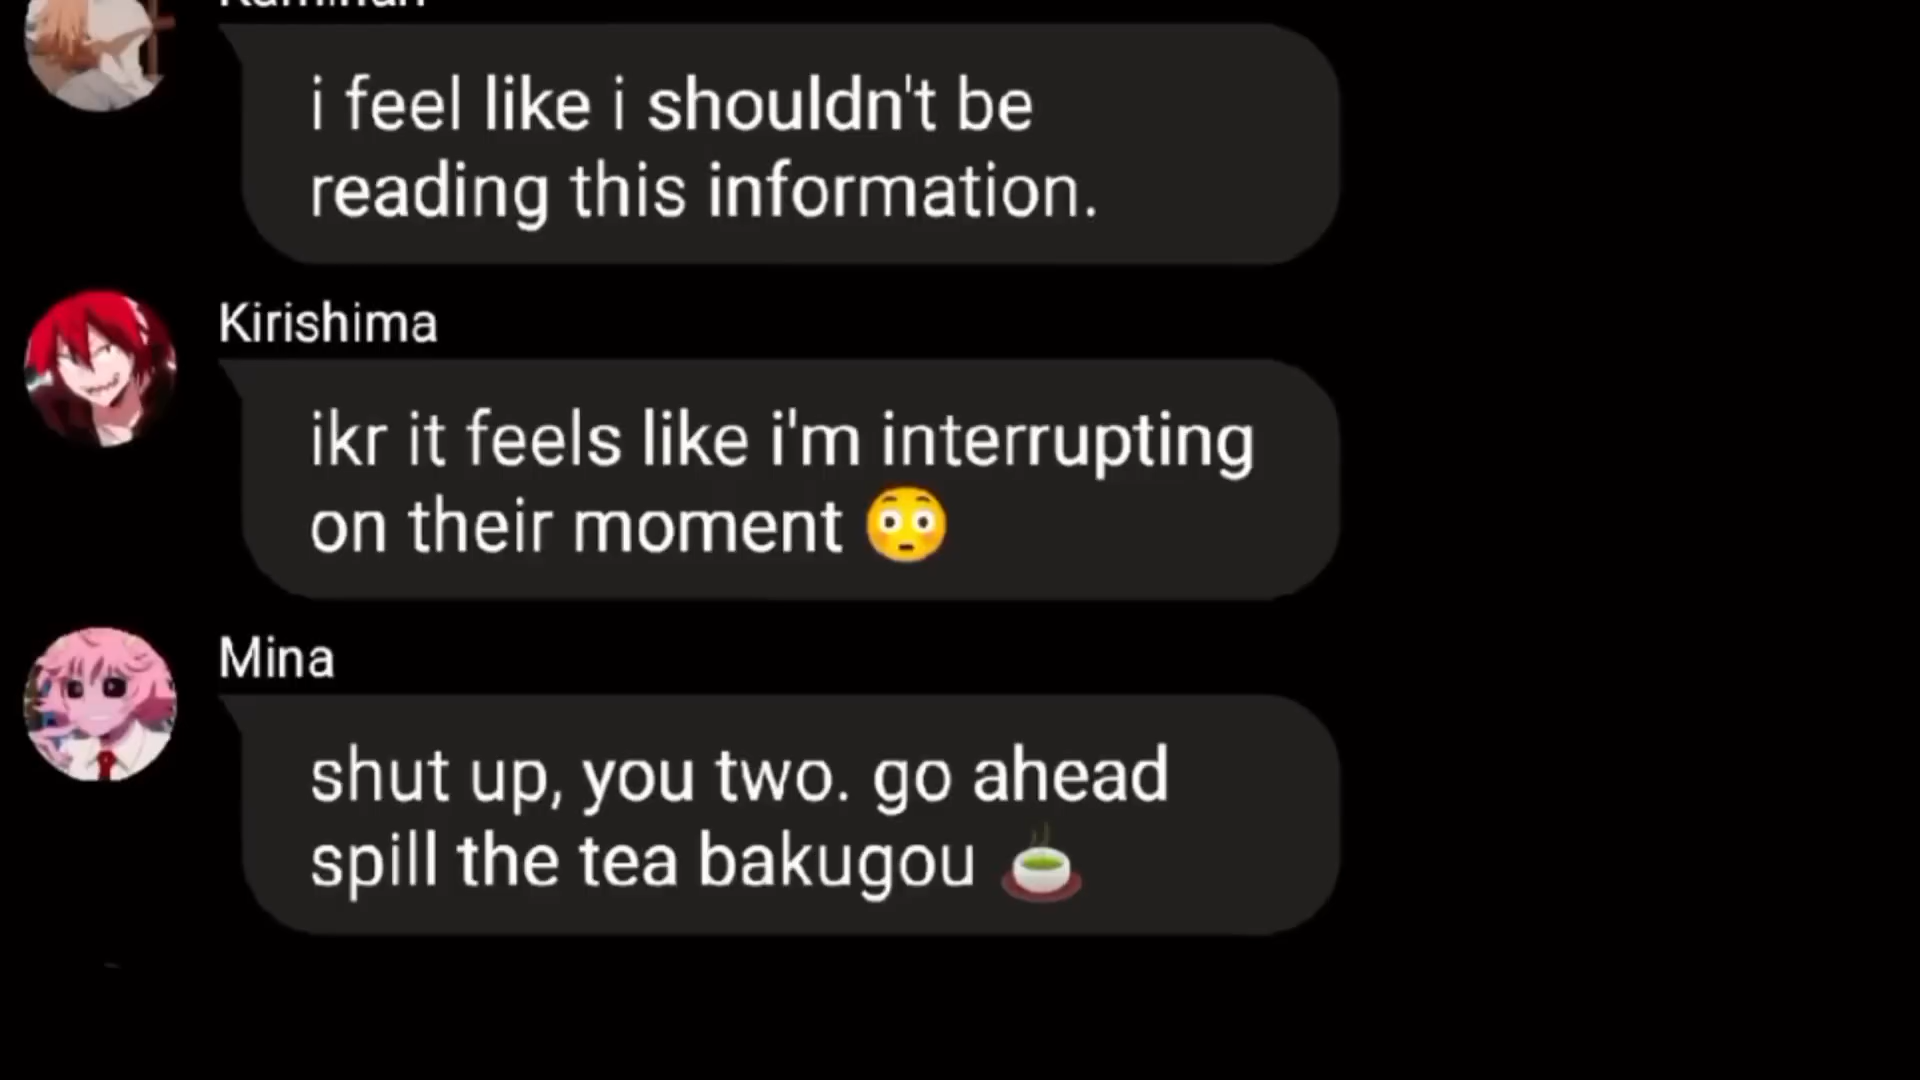 i feel like i shouldn't be
reading this information.
Kirishima
ikr it feels like i'm interrupting
on their moment 😳
Mina
shut up, you two. go ahead
spill the tea bakugou 🍵